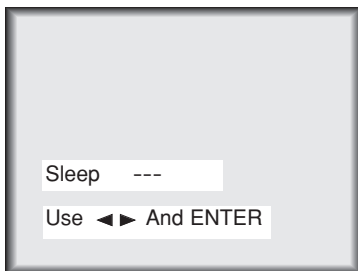 Sleep ---
Use ◄ ► And ENTER